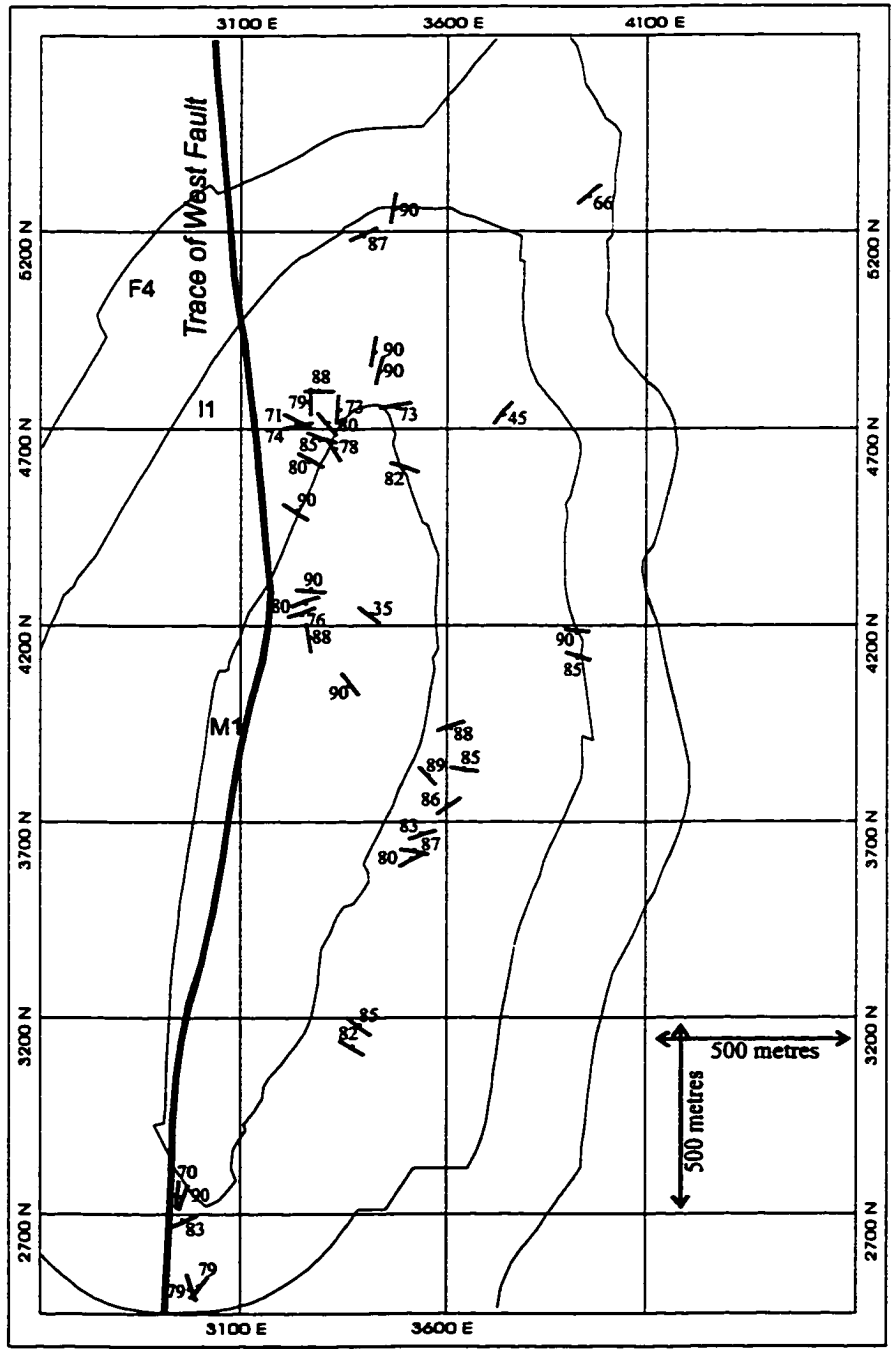 3100 E 3600 E 4100 E
Trace of West Fault
66
90
5200 N 5200 N
87
F4
90
90
88
79 73
I1 71 73 45
80
4700 N 74 4700 N
85 78
80 82
90
90
80 35
76
4200 N 88 90 4200 N
85
90
M1 88
89 85
86
3700 N 83 3700 N
87
80
85
3200 N 82 3200 N
500 metres
500 metres
70
90
2700 N 83 2700 N
79
79
3100 E 3600 E